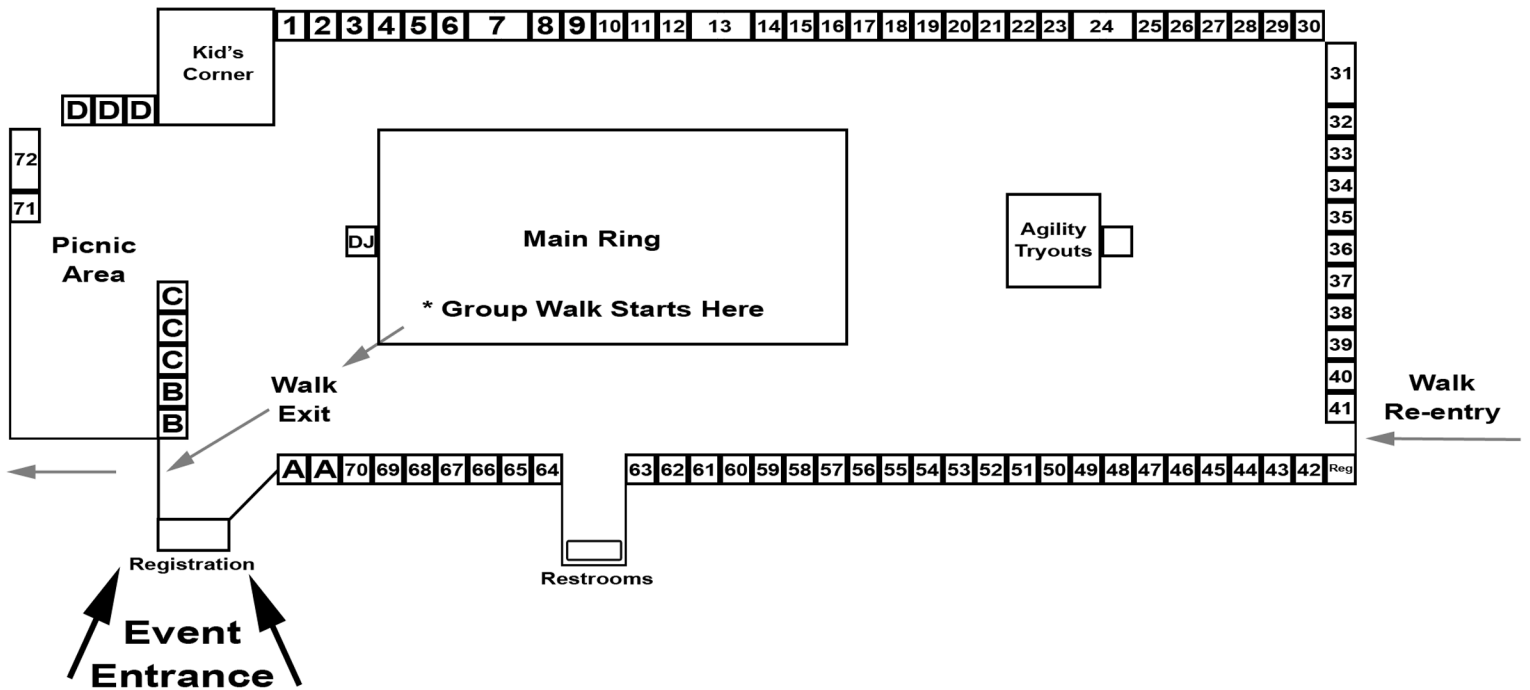 Kid's
Corner
1 2 3 4 5 6 7 8 9 10 11 12 13 14 15 16 17 18 19 20 21 22 23 24 25 26 27 28 29 30
31
D D D
32
72
33
34
71
35
DJ
Main Ring
Agility
Tryouts
36
Picnic
Area
37
C
* Group Walk Starts Here
38
C
39
C
40
Walk
Exit
Walk
Re-entry
B
41
B
A A 70 69 68 67 66 65 64 63 62 61 60 59 58 57 56 55 54 53 52 51 50 49 48 47 46 45 44 43 42 Reg
Registration
Restrooms
Event
Entrance